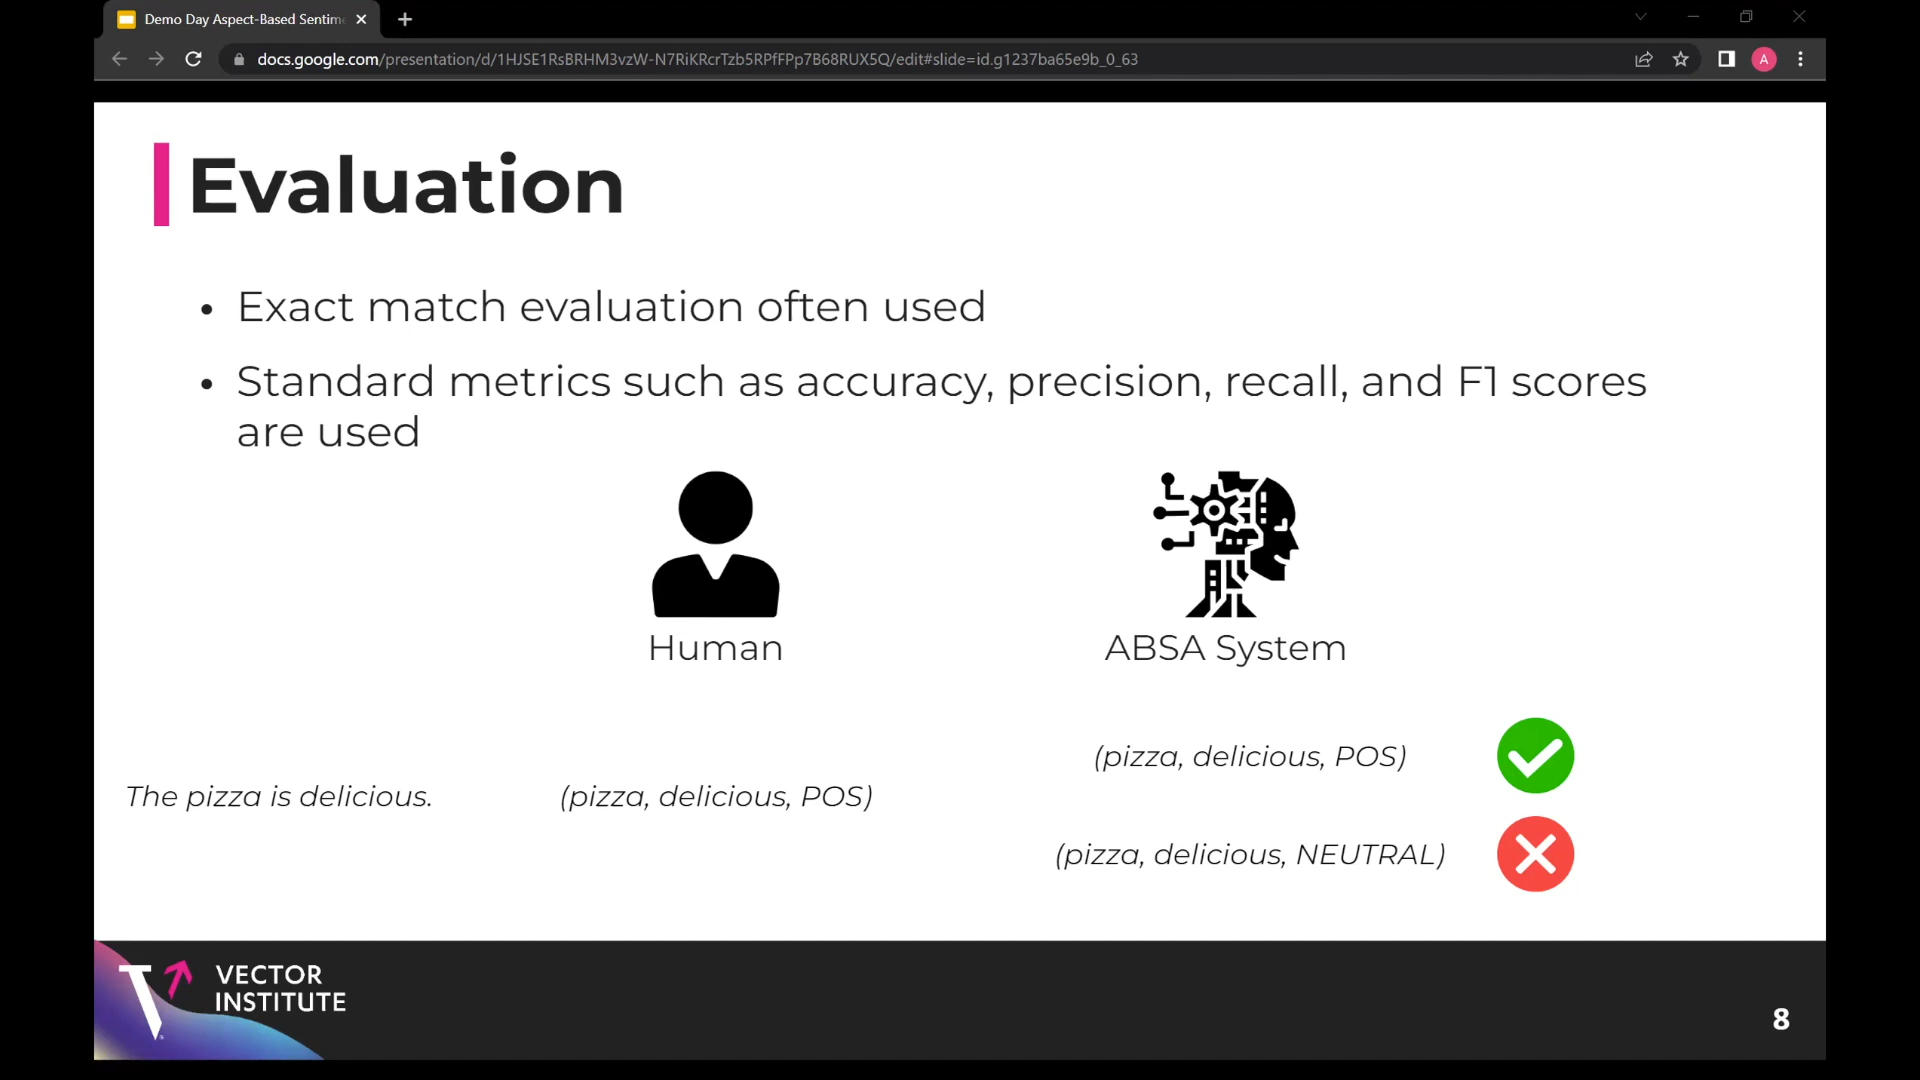 Demo Day Aspect-Based Sentim
docs.google.com/presentation/d/1HJSE1RsBRHM3vzW-N7RiKRcrTzb5RPfFPp7B68RUX5Q/edit#slide=id.g1237ba65e9b_0_63
A
Evaluation
• Exact match evaluation often used
• Standard metrics such as accuracy, precision, recall, and F1 scores
are used
Human
ABSA System
The pizza is delicious.
(pizza, delicious, POS)
(pizza, delicious, POS)
(pizza, delicious, NEUTRAL)
VECTOR
INSTITUTE
8